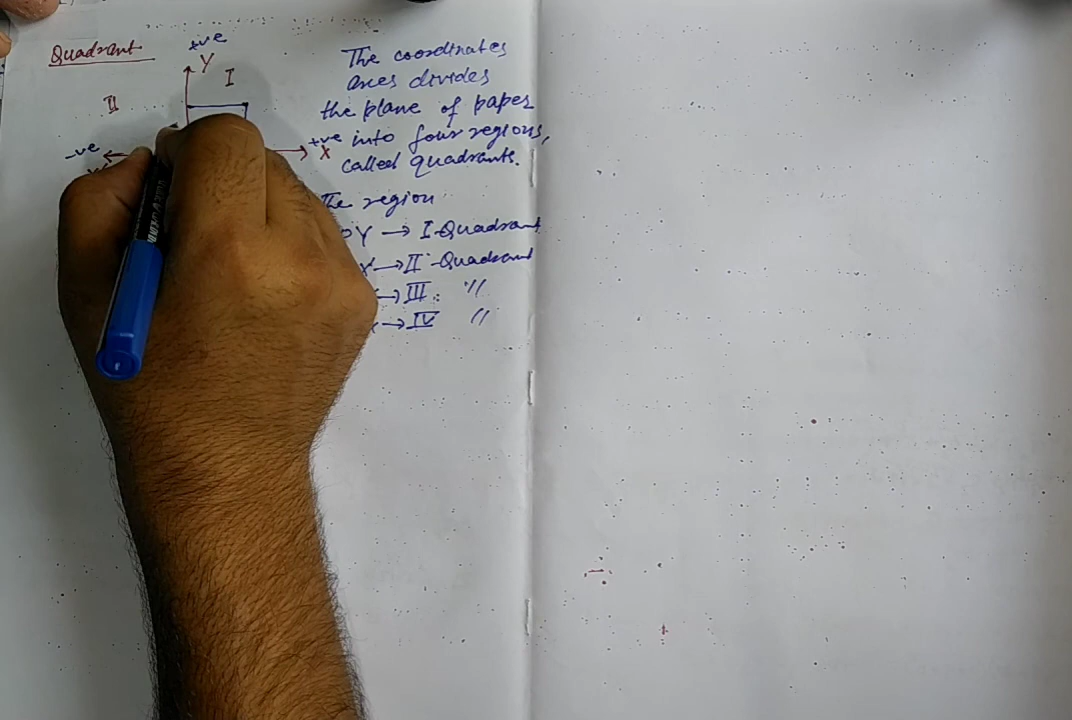 Quadrant
+ve
Y
I
II
-ve
+ve
X
The coordinates
axes divides
the plane of paper
into four regions,
called quadrants.
The region
OY → I-Quadrant
X' → II-Quadrant
→ III "
→ IV "